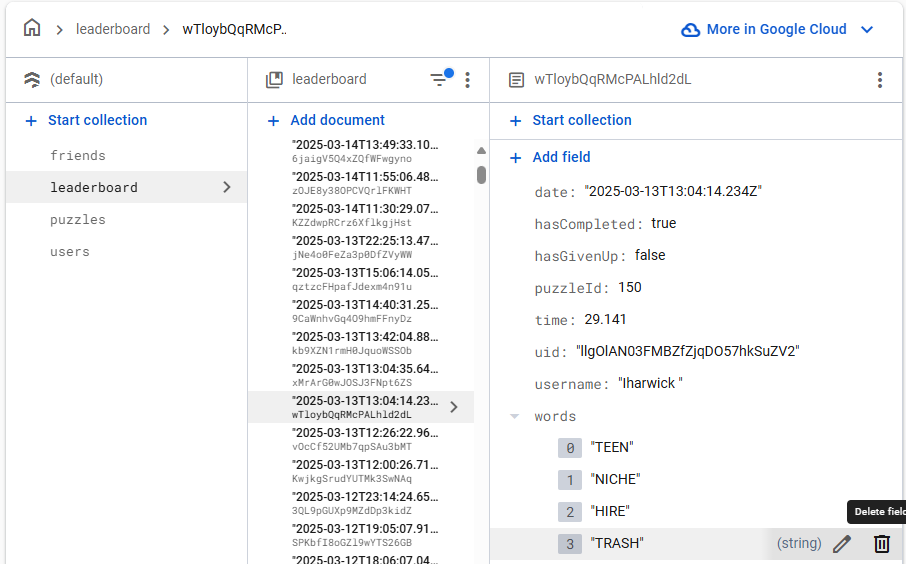 leaderboard
wTloybQqRMcP..
More in Google Cloud
(default)
leaderboard
wTloybQqRMcPALhld2dL
Start collection
Add document
Start collection
friends
leaderboard
puzzles
users
"2025-03-14T13:49:33.10...
6jaigV5Q4xZQfWFwgyno
"2025-03-14T11:55:06.48...
zOJE8y38OPCVQrlFKWHT
"2025-03-14T11:30:29.07...
KZZdwpRCrz6XflkgjHst
"2025-03-13T22:25:13.47...
jNe4o0FeZa3p0DfZVyWW
"2025-03-13T15:06:14.05...
qztzcFHpafJdexm4n91u
"2025-03-13T14:40:31.25...
9CaWnhvGq4O9hmFFnyDz
"2025-03-13T13:42:04.88...
kb9XZN1rmH0JquoWSSOb
"2025-03-13T13:04:35.64...
xMrArG0wJOSJ3FNpt6ZS
"2025-03-13T13:04:14.23...
wTloybQqRMcPALhld2dL
"2025-03-13T12:26:22.96...
vOcCf52UMb7qpSAu3bMT
"2025-03-13T12:00:26.71...
KwjkgSrudYUTMk3SwNAq
"2025-03-12T23:14:24.65...
3QL9pGUXp9MZdDp3kidZ
"2025-03-12T19:05:07.91...
SPKbfI8oGZl9wYTS26GB
"2025-03-12T18:06:07.04...
Add field
date: "2025-03-13T13:04:14.234Z"
hasCompleted: true
hasGivenUp: false
puzzleId: 150
time: 29.141
uid: "llgOlAN03FMBZfZjqDO57hkSuZV2"
username: "lharwick "
words
0 "TEEN"
1 "NICHE"
2 "HIRE"
Delete field
3 "TRASH" (string)